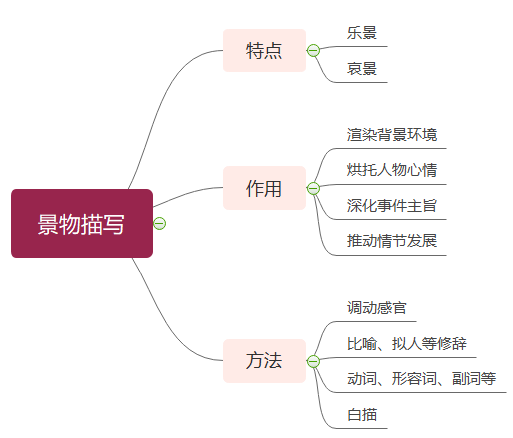 景物描写
特点
乐景
哀景
作用
渲染背景环境
烘托人物心情
深化事件主旨
推动情节发展
方法
调动感官
比喻、拟人等修辞
动词、形容词、副词等
白描